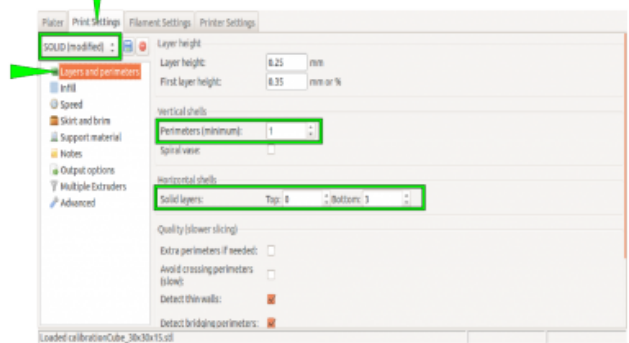 Plater Print Settings Filament Settings Printer Settings
SOLID (modified)
Layers and perimeters
Infill
Speed
Skirt and brim
Support material
Notes
Output options
Multiple Extruders
Advanced
Layer height
Layer height: 0.25 mm
First layer height: 0.35 mm or %
Vertical shells
Perimeters (minimum): 1
Spiral vase:
Horizontal shells
Solid layers: Top: 0 Bottom: 3
Quality (slower slicing)
Extra perimeters if needed:
Avoid crossing perimeters
(slow):
Detect thin walls:
Detect bridging perimeters:
Loaded calibrationCube_30x30x15.stl